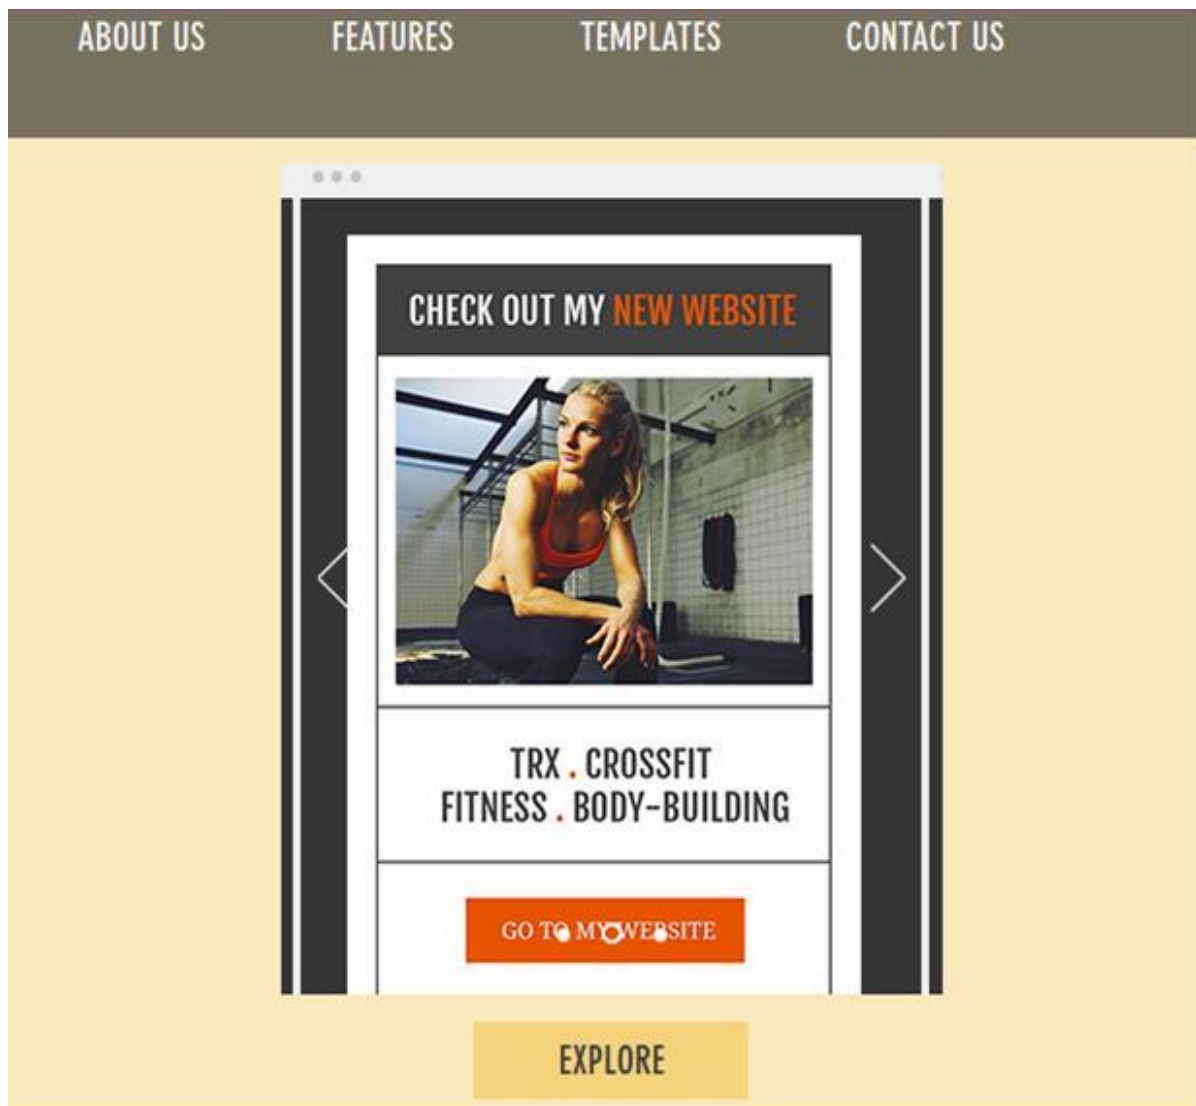 ABOUT US FEATURES TEMPLATES CONTACT US
CHECK OUT MY NEW WEBSITE
TRX . CROSSFIT
FITNESS . BODY-BUILDING
GO TO MY WEBSITE
EXPLORE